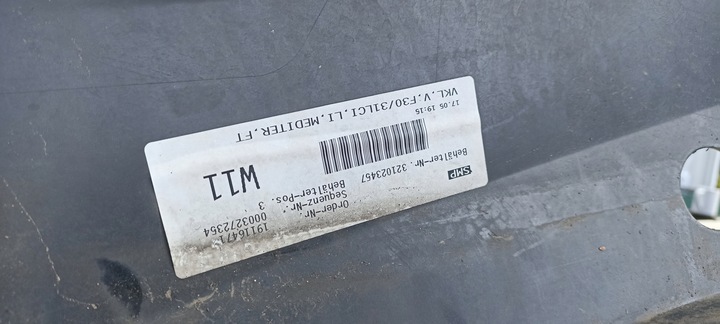 SMP
Order-Nr. 19116471
Sequenz-Nr. 0003272354
Behälter-Nr. 321023457 Behälter-Pos. 3
W11
17.05 19:15
VKL.V.F30/31LCI.LI.MEDITER.FT